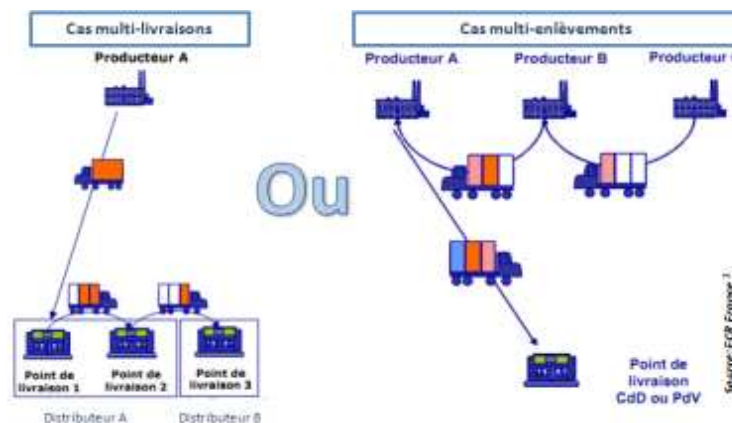 Cas multi-livraisons
Producteur A
Point de
livraison 1
Point de
livraison 2
Point de
livraison 3
Distributeur A
Distributeur B
Ou
Cas multi-enlèvements
Producteur A
Producteur B
Producteur
Point de
livraison
CdD ou PdV
Source: ECR France